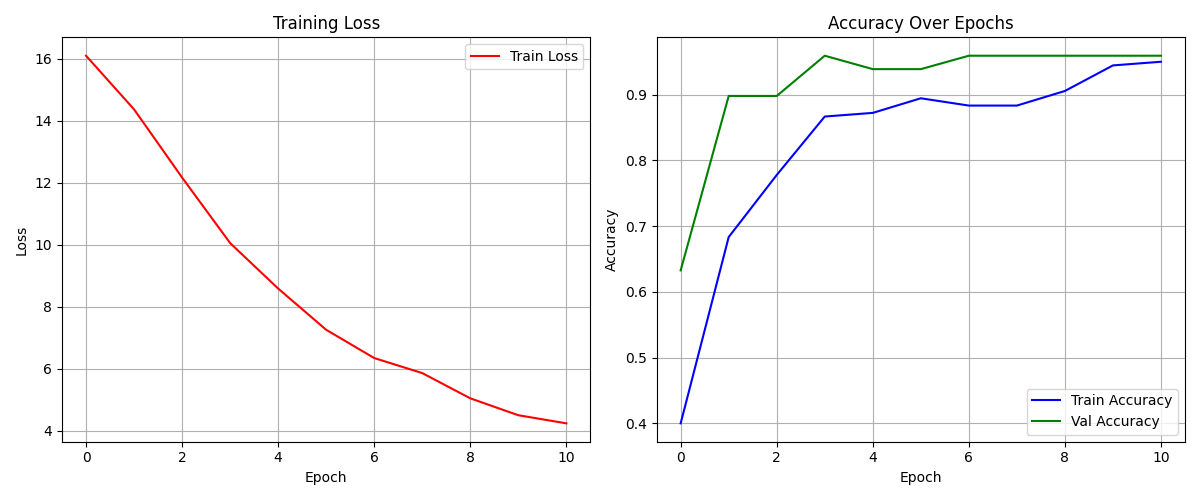 Training Loss
Train Loss
16
14
12
10
8
6
4
Loss
0 2 4 6 8 10
Epoch
Accuracy Over Epochs
0.9
0.8
0.7
0.6
0.5
0.4
Accuracy
Train Accuracy
Val Accuracy
0 2 4 6 8 10
Epoch